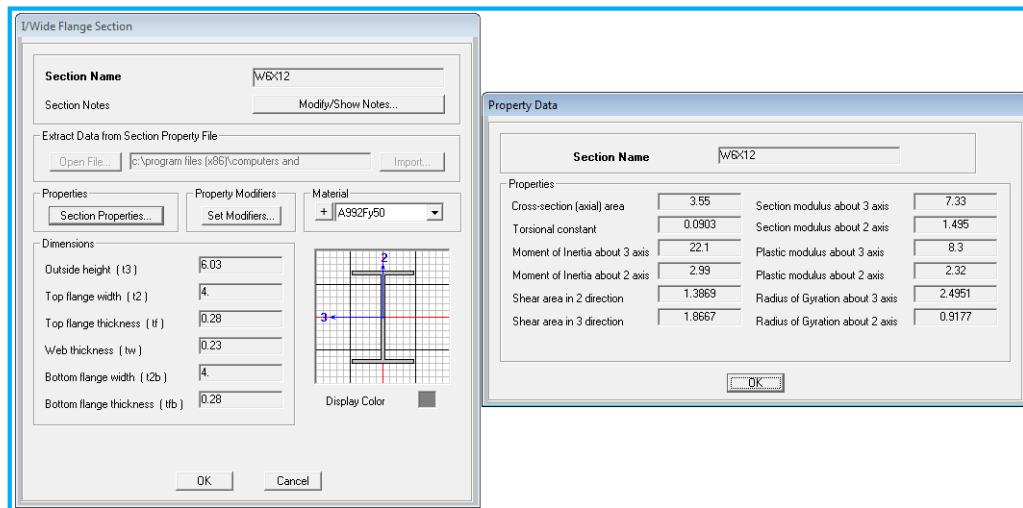 I/Wide Flange Section
Section Name W6X12
Section Notes Modify/Show Notes...
Extract Data from Section Property File
Open File... c:\program files (x86)\computers and Import...
Properties Property Modifiers Material
Section Properties... Set Modifiers... + A992Fy50
Dimensions
Outside height ( t3 ) 6.03
Top flange width ( t2 ) 4.
Top flange thickness ( tf ) 0.28
Web thickness ( tw ) 0.23
Bottom flange width ( t2b ) 4.
Bottom flange thickness ( tfb ) 0.28
2
3
Display Color
OK Cancel
Property Data
Section Name W6X12
Properties
Cross-section (axial) area 3.55 Section modulus about 3 axis 7.33
Torsional constant 0.0903 Section modulus about 2 axis 1.495
Moment of Inertia about 3 axis 22.1 Plastic modulus about 3 axis 8.3
Moment of Inertia about 2 axis 2.99 Plastic modulus about 2 axis 2.32
Shear area in 2 direction 1.3869 Radius of Gyration about 3 axis 2.4951
Shear area in 3 direction 1.8667 Radius of Gyration about 2 axis 0.9177
OK